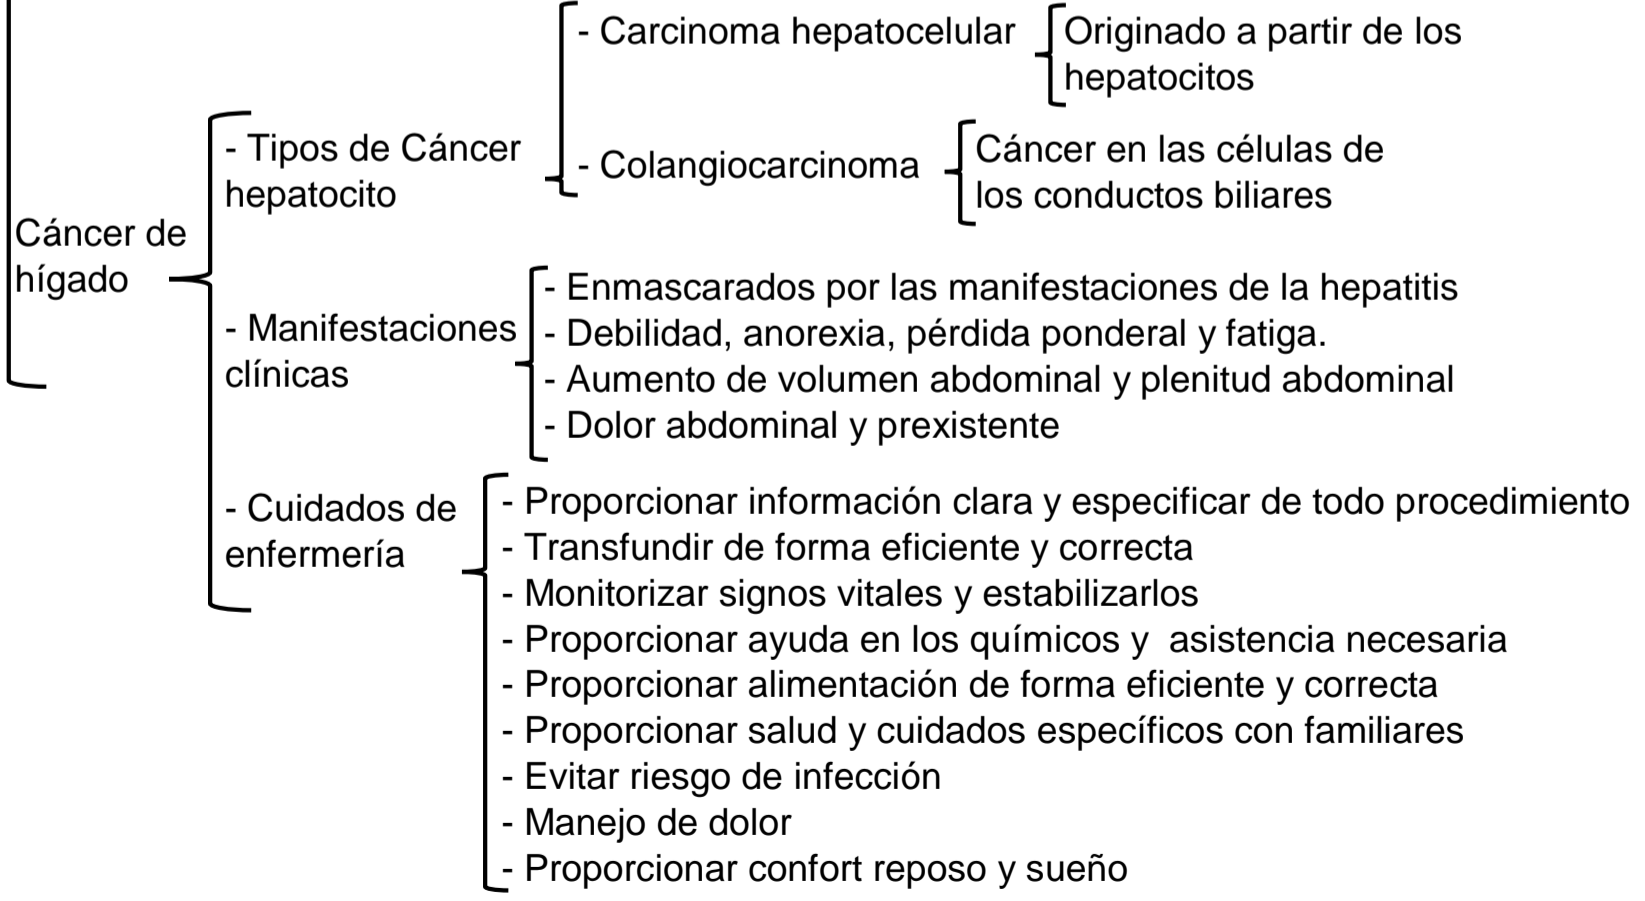 Cáncer de
hígado
- Tipos de Cáncer
hepatocito
- Carcinoma hepatocelular
Originado a partir de los
hepatocitos
- Colangiocarcinoma
Cáncer en las células de
los conductos biliares
- Manifestaciones
clínicas
- Enmascarados por las manifestaciones de la hepatitis
- Debilidad, anorexia, pérdida ponderal y fatiga.
- Aumento de volumen abdominal y plenitud abdominal
- Dolor abdominal y prexistente
- Cuidados de
enfermería
- Proporcionar información clara y especificar de todo procedimiento
- Transfundir de forma eficiente y correcta
- Monitorizar signos vitales y estabilizarlos
- Proporcionar ayuda en los químicos y  asistencia necesaria
- Proporcionar alimentación de forma eficiente y correcta
- Proporcionar salud y cuidados específicos con familiares
- Evitar riesgo de infección
- Manejo de dolor
- Proporcionar confort reposo y sueño